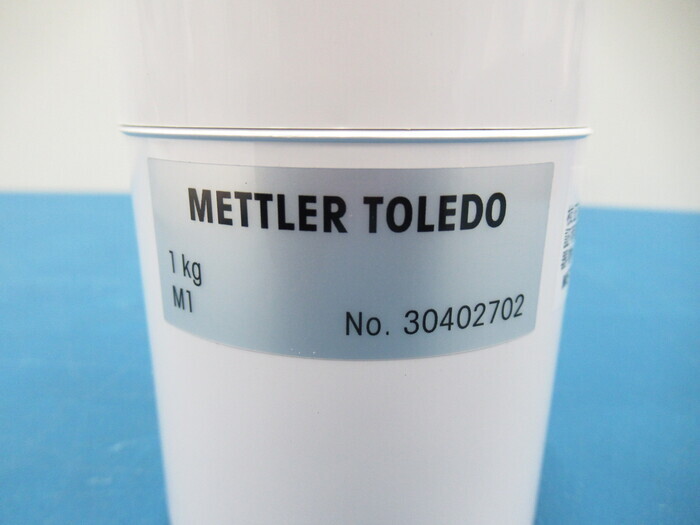 METTLER TOLEDO
1 kg
M1
No. 30402702